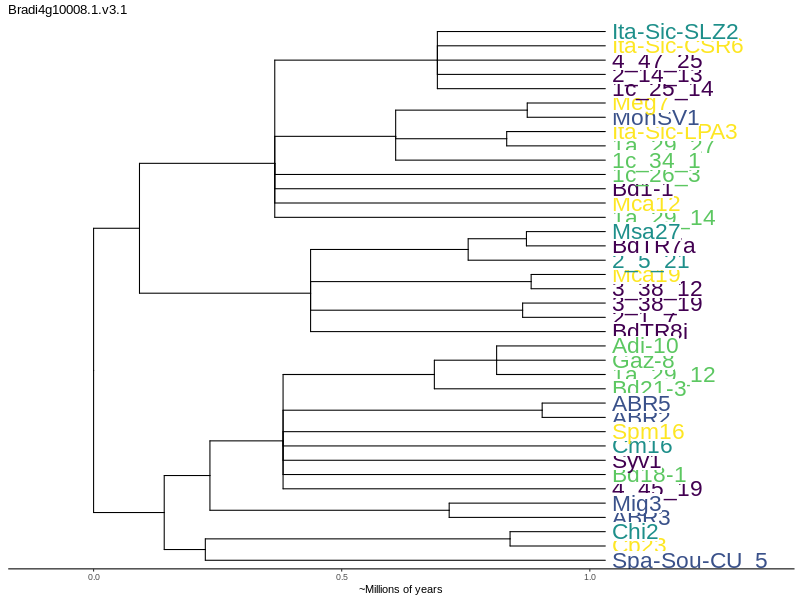 Bradi4g10008.1.v3.1
Ita-Sic-SLZ2
Ita-Sic-CSR6
4_47_25
2_14_13
1c_25_14
Meg7
MonSV1
Ita-Sic-LPA3
Ta_29_27
1c_34_1
1c_26_3
Bd1-1
Mca12
Ta_29_14
Msa27
BdTR7a
2_5_21
Mca19
3_38_12
3_38_19
2_1_7
BdTR8i
Adi-10
Gaz-8
Ta_29_12
Bd21-3
ABR5
ABR2
Spm16
Cm16
Syv1
Bd18-1
4_45_19
Mig3
ABR3
Chi2
Cb23
Spa-Sou-CU_5
0.0 0.5 1.0
~Millions of years